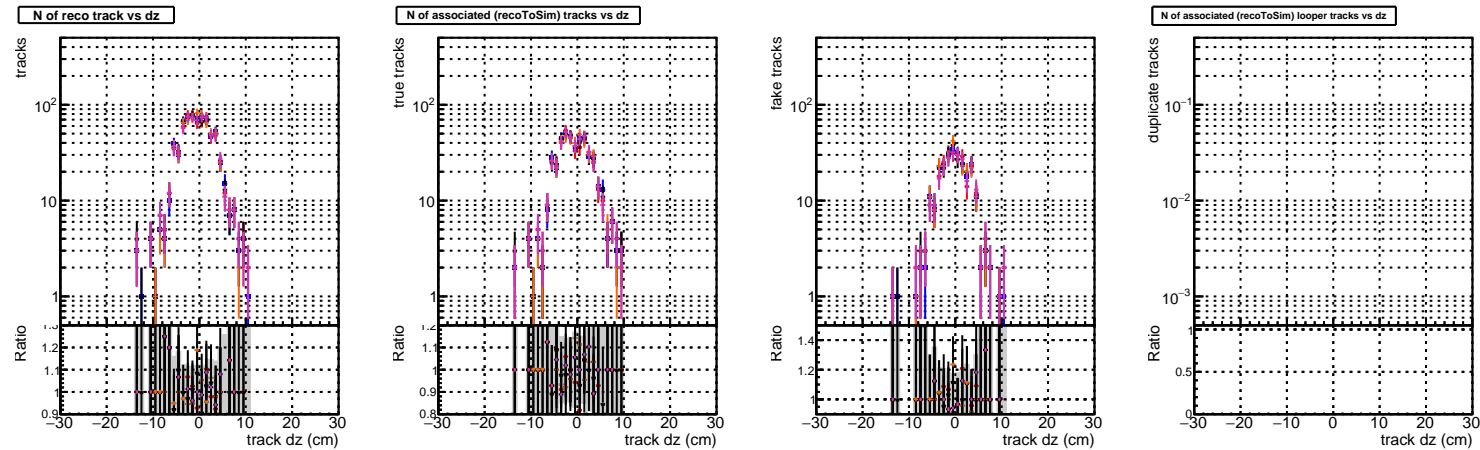 N of reco track vs dz
tracks
10²
10
1
Ratio
1.3
1.2
1.1
1
0.9
−30 −20 −10 0 10 20 30
track dz (cm)
N of associated (recoToSim) tracks vs dz
true tracks
10²
10
1
Ratio
1.2
1.1
1
0.9
0.8
−30 −20 −10 0 10 20 30
track dz (cm)
fake tracks
10²
10
1
Ratio
1.4
1.2
1
−30 −20 −10 0 10 20 30
track dz (cm)
N of associated (recoToSim) looper tracks vs dz
duplicate tracks
10⁻¹
10⁻²
10⁻³
Ratio
1
0.5
0
−30 −20 −10 0 10 20 30
track dz (cm)